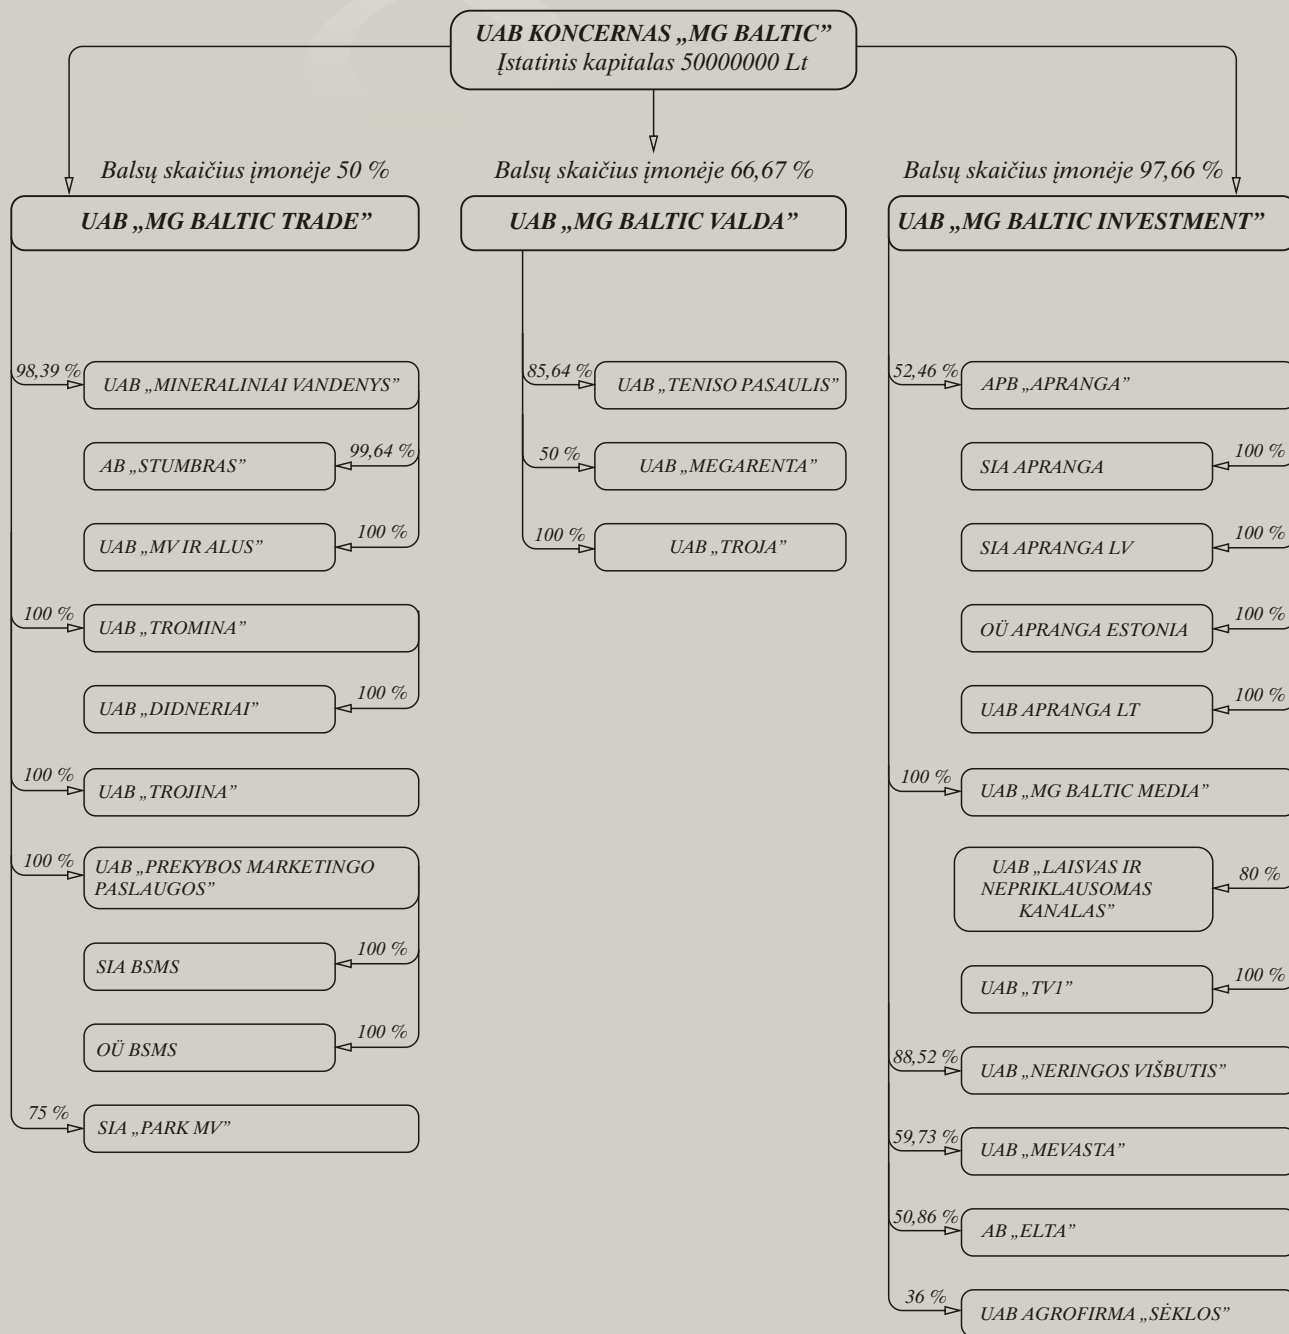 UAB KONCERNAS „MG BALTIC”
Įstatinis kapitalas 50000000 Lt
Balsų skaičius įmonėje 50 %
UAB „MG BALTIC TRADE”
98,39 %
UAB „MINERALINIAI VANDENYS”
AB „STUMBRAS”
99,64 %
UAB „MV IR ALUS”
100 %
100 %
UAB „TROMINA”
UAB „DIDNERIAI”
100 %
100 %
UAB „TROJINA”
100 %
UAB „PREKYBOS MARKETINGO
PASLAUGOS”
SIA BSMS
100 %
OÜ BSMS
100 %
75 %
SIA „PARK MV”
Balsų skaičius įmonėje 66,67 %
UAB „MG BALTIC VALDA”
85,64 %
UAB „TENISO PASAULIS”
50 %
UAB „MEGARENTA”
100 %
UAB „TROJA”
Balsų skaičius įmonėje 97,66 %
UAB „MG BALTIC INVESTMENT”
52,46 %
APB „APRANGA”
SIA APRANGA
100 %
SIA APRANGA LV
100 %
OÜ APRANGA ESTONIA
100 %
UAB APRANGA LT
100 %
100 %
UAB „MG BALTIC MEDIA”
UAB „LAISVAS IR
NEPRIKLAUSOMAS
KANALAS”
80 %
UAB „TV1”
100 %
88,52 %
UAB „NERINGOS VIŠBUTIS”
59,73 %
UAB „MEVASTA”
50,86 %
AB „ELTA”
36 %
UAB AGROFIRMA „SĖKLOS”